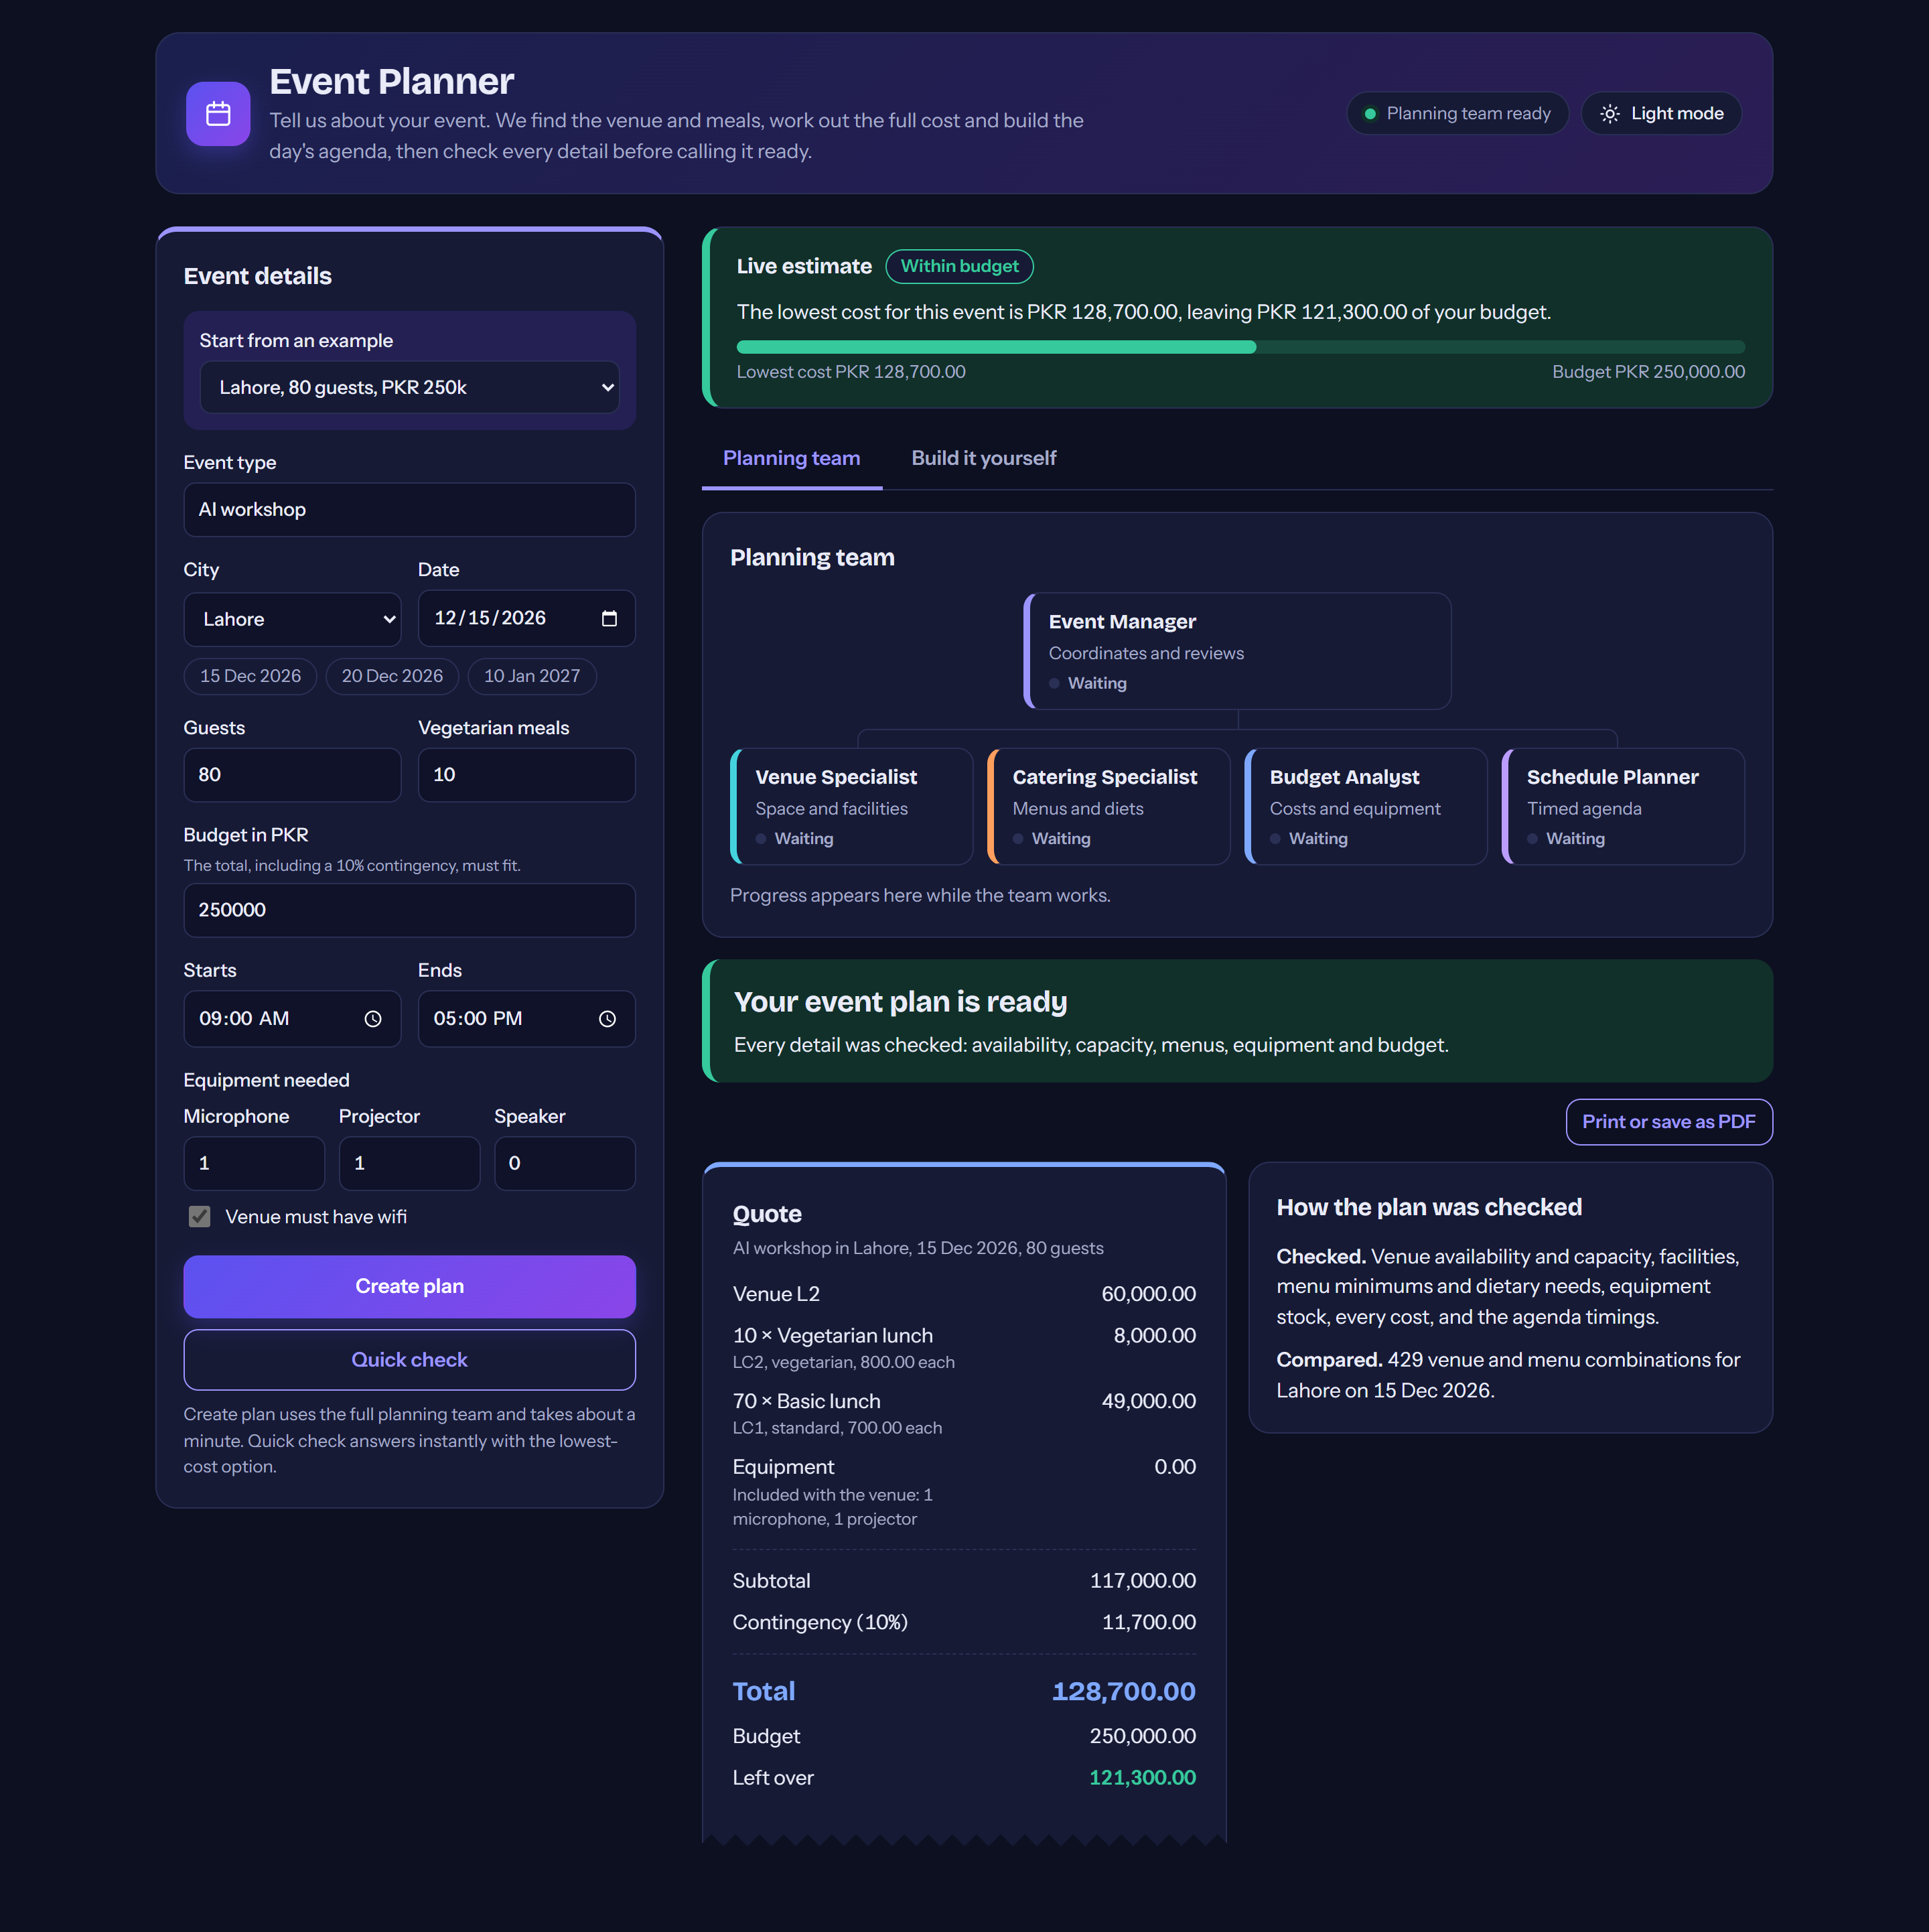 Event Planner
Tell us about your event. We find the venue and meals, work out the full cost and build the
day's agenda, then check every detail before calling it ready.
Planning team ready
Light mode
Event details
Start from an example
Lahore, 80 guests, PKR 250k
Event type
AI workshop
City
Date
Lahore
12/15/2026
15 Dec 2026
20 Dec 2026
10 Jan 2027
Guests
Vegetarian meals
80
10
Budget in PKR
The total, including a 10% contingency, must fit.
250000
Starts
Ends
09:00 AM
05:00 PM
Equipment needed
Microphone
Projector
Speaker
1
1
0
Venue must have wifi
Create plan
Quick check
Create plan uses the full planning team and takes about a
minute. Quick check answers instantly with the lowest-
cost option.
Live estimate
Within budget
The lowest cost for this event is PKR 128,700.00, leaving PKR 121,300.00 of your budget.
Lowest cost PKR 128,700.00
Budget PKR 250,000.00
Planning team
Build it yourself
Planning team
Event Manager
Coordinates and reviews
Waiting
Venue Specialist
Space and facilities
Waiting
Catering Specialist
Menus and diets
Waiting
Budget Analyst
Costs and equipment
Waiting
Schedule Planner
Timed agenda
Waiting
Progress appears here while the team works.
Your event plan is ready
Every detail was checked: availability, capacity, menus, equipment and budget.
Print or save as PDF
Quote
AI workshop in Lahore, 15 Dec 2026, 80 guests
Venue L2 60,000.00
10 × Vegetarian lunch 8,000.00
LC2, vegetarian, 800.00 each
70 × Basic lunch 49,000.00
LC1, standard, 700.00 each
Equipment 0.00
Included with the venue: 1
microphone, 1 projector
Subtotal 117,000.00
Contingency (10%) 11,700.00
Total 128,700.00
Budget 250,000.00
Left over 121,300.00
How the plan was checked
Checked. Venue availability and capacity, facilities,
menu minimums and dietary needs, equipment
stock, every cost, and the agenda timings.
Compared. 429 venue and menu combinations for
Lahore on 15 Dec 2026.